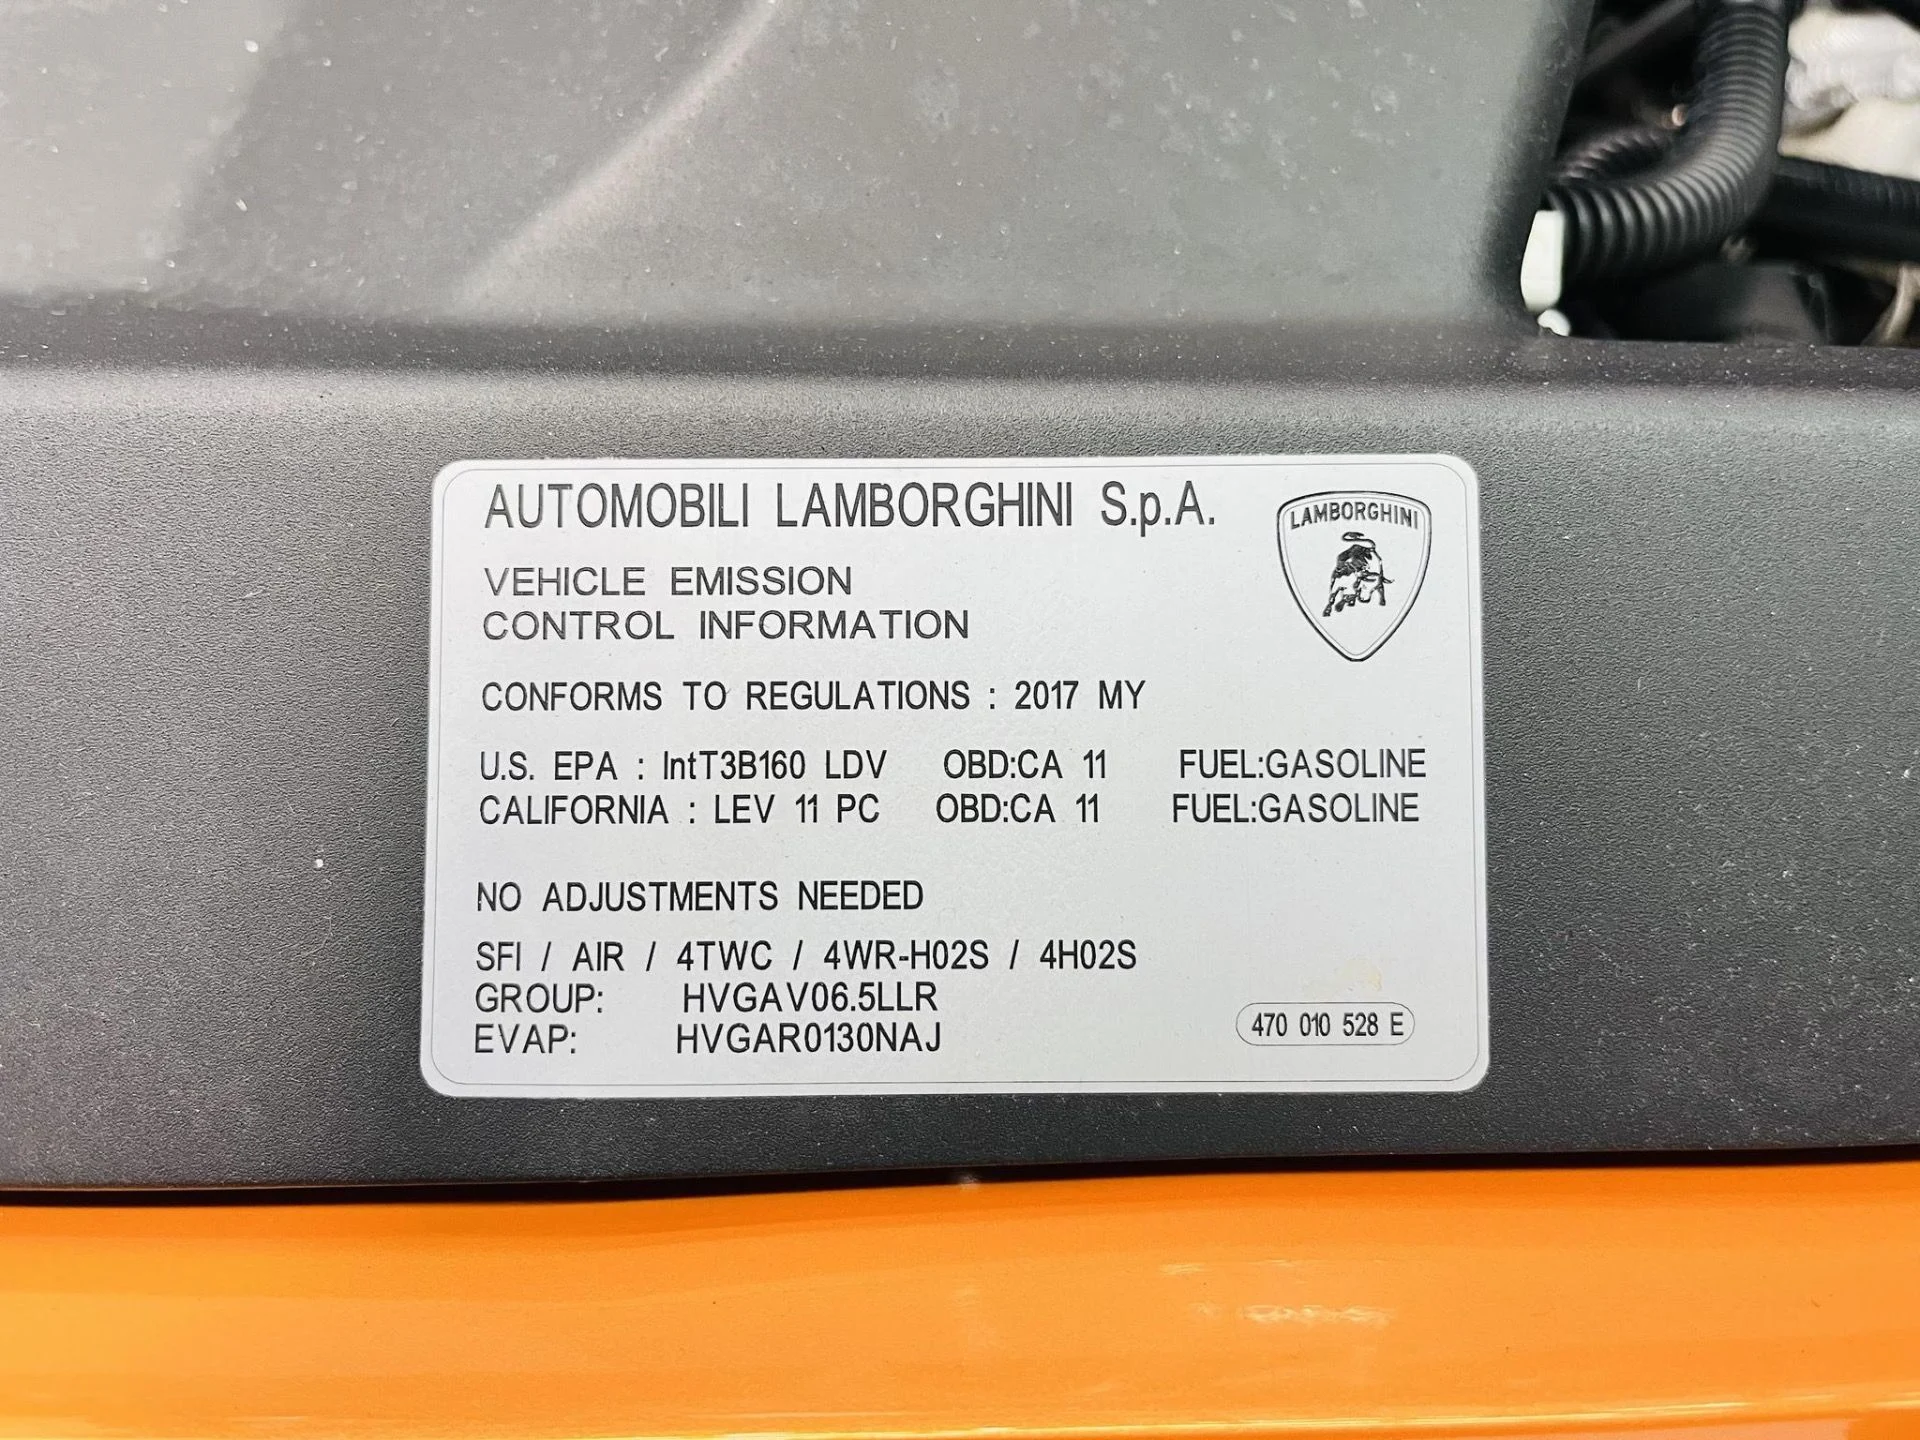 AUTOMOBILI LAMBORGHINI S.p.A.
LAMBORGHINI
VEHICLE EMISSION
CONTROL INFORMATION
CONFORMS TO REGULATIONS : 2017 MY
U.S. EPA : IntT3B160 LDV OBD:CA 11 FUEL:GASOLINE
CALIFORNIA : LEV 11 PC OBD:CA 11 FUEL:GASOLINE
NO ADJUSTMENTS NEEDED
SFI / AIR / 4TWC / 4WR-H02S / 4H02S
GROUP: HVGAV06.5LLR
EVAP: HVGAR0130NAJ
470 010 528 E